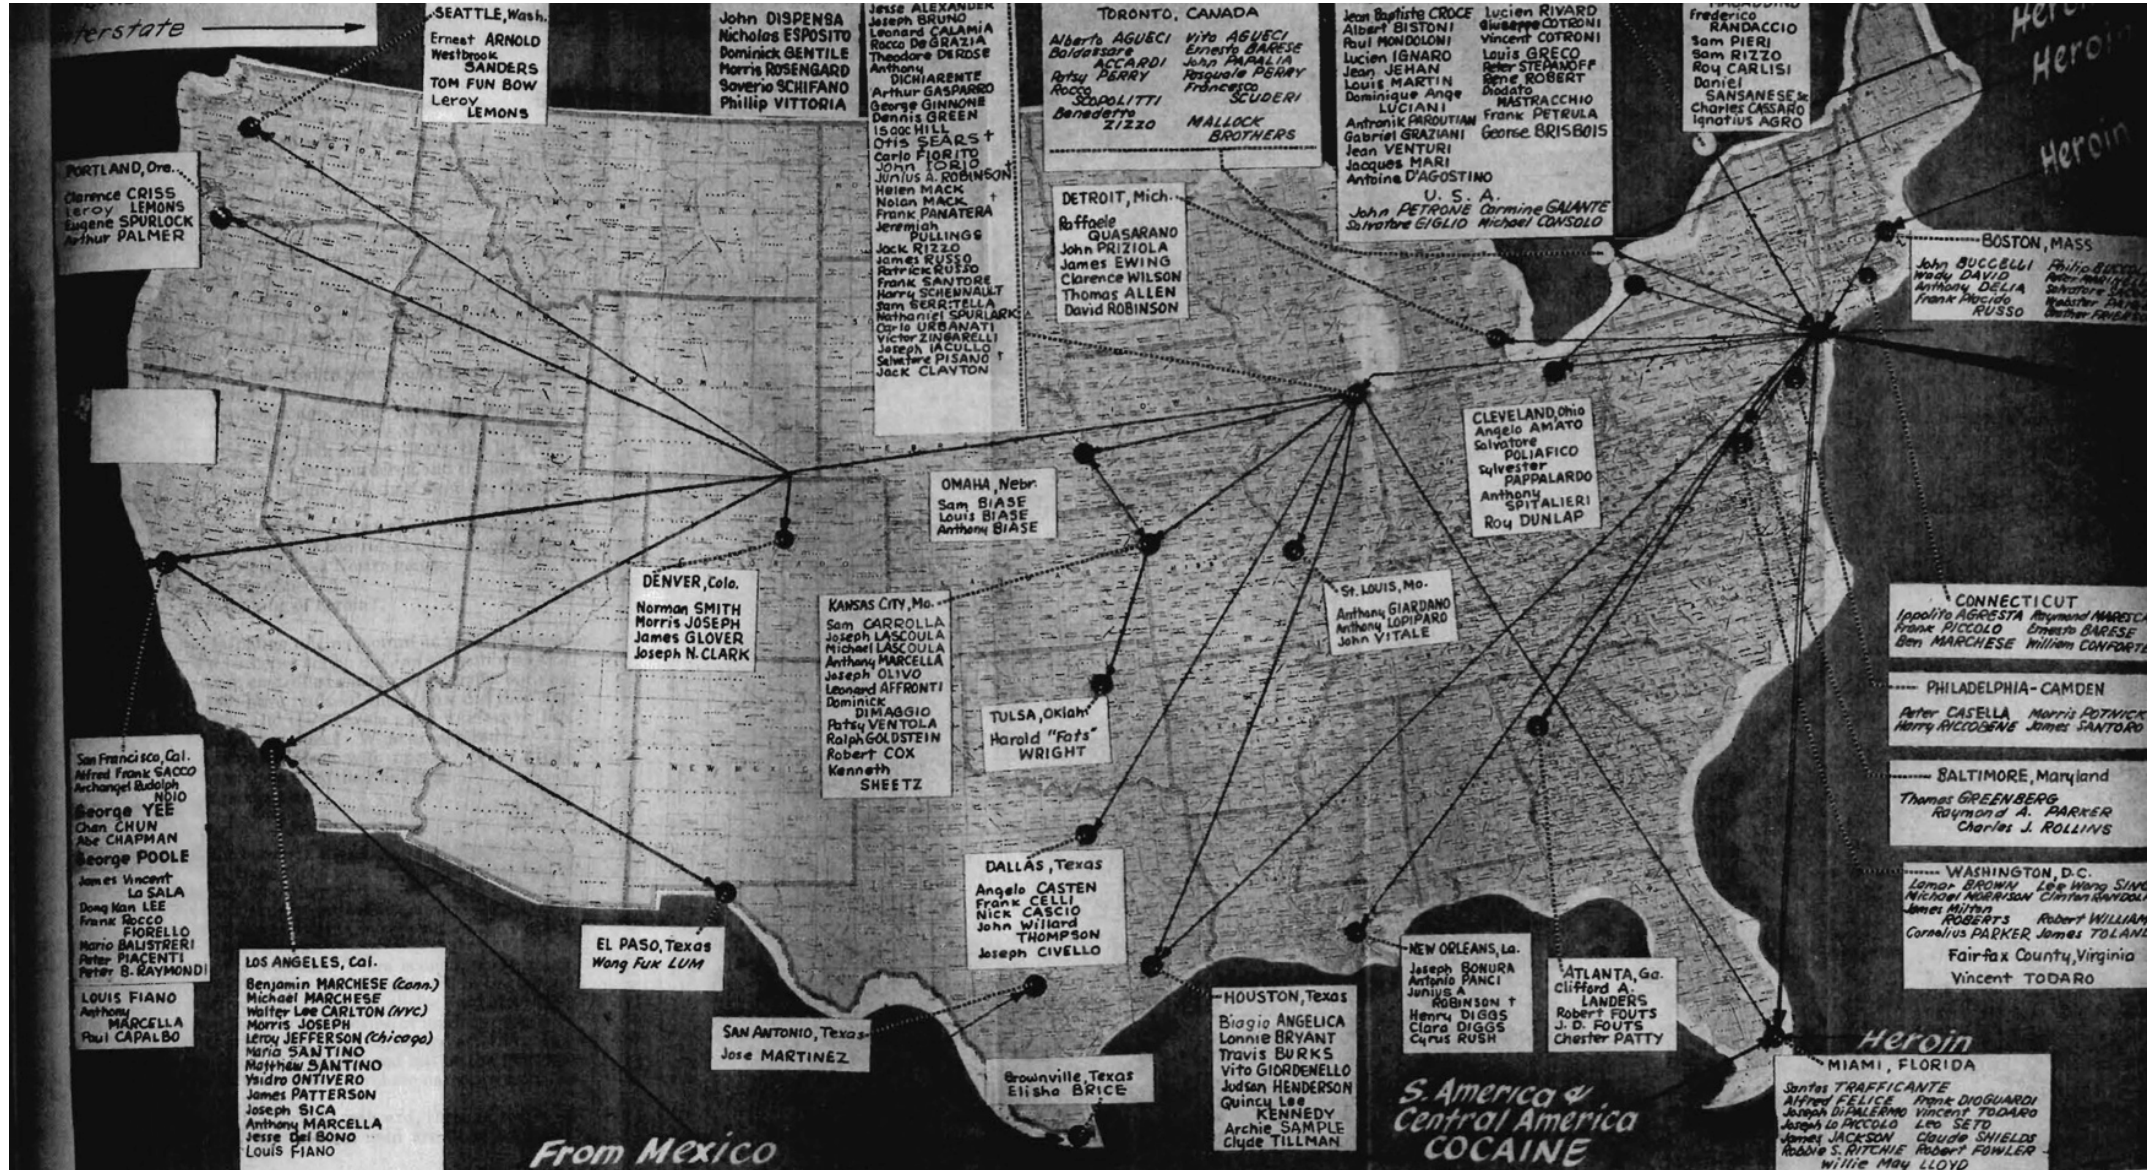 Interstate
SEATTLE, Wash.
Ernest ARNOLD
Westbrook
SANDERS
TOM FUN BOW
Leroy
LEMONS
PORTLAND, Ore.
Clarence CRISS
Leroy LEMONS
Eugene SPURLOCK
Arthur PALMER
John DISPENSA
Nicholas ESPOSITO
Dominick GENTILE
Morris ROSENGARD
Saverio SCHIFANO
Phillip VITTORIA
Jesse ALEXANDER
Joseph BRUNO
Leonard CALAMIA
Rocco DeGRAZIA
Theodore DEROSE
Anthony
DICHIARENTE
Arthur GASPARRO
George GINNONE
Dennis GREEN
Isaac HILL
Otis SEARS †
Carlo FIORITO
John TORIO †
Junius A. ROBINSON
Helen MACK
Nolan MACK †
Frank PANATERA
Jeremiah
PULLINGS
Jack RIZZO
James RUSSO
Patrick RUSSO
Frank SANTORE
Harry SCHENNAULT
Sam SERRITELLA
Nathaniel SPURLARK
Carlo URBANATI
Victor ZINGARELLI
Joseph IACULLO
Salvatore PISANO †
Jack CLAYTON
TORONTO, CANADA
Alberto AGUECI Vito AGUECI
Baldassare Ernesto BARESE
ACCARDI John PAPALIA
Patsy PERRY Pasquale PERRY
Rocco Francesco
SCOPOLITTI SCUDERI
Benedetto
ZIZZO MALLOCK
BROTHERS
Jean Baptiste CROCE Lucien RIVARD
Albert BISTONI Giuseppe COTRONI
Paul MONDOLONI Vincent COTRONI
Lucien IGNARO Louis GRECO
Jean JEHAN Peter STEPANOFF
Louis MARTIN Rene ROBERT
Dominique Ange Diodato
LUCIANI MASTRACCHIO
Antranik PAROUTIAN Frank PETRULA
Gabriel GRAZIANI George BRISBOIS
Jean VENTURI
Jacques MARI
Antoine D'AGOSTINO
U. S. A.
John PETRONE Carmine GALANTE
Salvatore GIGLIO Michael CONSOLO
Frederico
RANDACCIO
Sam PIERI
Sam RIZZO
Roy CARLISI
Daniel
SANSANESE Sr
Charles CASSARO
Ignatius AGRO
Heroin
Heroin
DETROIT, Mich.
Raffaele
QUASARANO
John PRIZIOLA
James EWING
Clarence WILSON
Thomas ALLEN
David ROBINSON
BOSTON, MASS
John BUCCELLI Philip
Wady DAVID
Anthony DELIA Salvatore
Frank Placido Webster
RUSSO
CLEVELAND, Ohio
Angelo AMATO
Salvatore
POLIAFICO
Sylvester
PAPPALARDO
Anthony
SPITALIERI
Roy DUNLAP
OMAHA, Nebr.
Sam BIASE
Louis BIASE
Anthony BIASE
DENVER, Colo.
Norman SMITH
Morris JOSEPH
James GLOVER
Joseph N. CLARK
KANSAS CITY, Mo.
Sam CARROLLA
Joseph LASCOULA
Michael LASCOULA
Anthony MARCELLA
Joseph OLIVO
Leonard AFFRONTI
Dominick
DIMAGGIO
Patsy VENTOLA
Ralph GOLDSTEIN
Robert COX
Kenneth
SHEETZ
St. LOUIS, Mo.
Anthony GIARDANO
Anthony LOPIPARO
John VITALE
TULSA, Oklah.
Harold "Fats"
WRIGHT
CONNECTICUT
Ippolito AGRESTA Raymond
Frank PICCOLO Ernesto BARESE
Ben MARCHESE William CONFORTE
PHILADELPHIA-CAMDEN
Peter CASELLA Morris POTNICK
Harry RICCOBENE James SANTORO
BALTIMORE, Maryland
Thomas GREENBERG
Raymond A. PARKER
Charles J. ROLLINS
WASHINGTON, D.C.
Lamar BROWN Lee Wong SING
Michael NORRISON Clinton
James Milton
ROBERTS Robert WILLIAM
Cornelius PARKER James TOLAND
Fairfax County, Virginia
Vincent TODARO
San Francisco, Cal.
Alfred Frank SACCO
Archangel Rudolph
NOIO
George YEE
Chan CHUN
Abe CHAPMAN
George POOLE
James Vincent
La SALA
Dong Kan LEE
Frank Rocco
FIORELLO
Mario BALISTRERI
Peter PIACENTI
Peter B. RAYMONDI
LOUIS FIANO
Anthony
MARCELLA
Paul CAPALBO
LOS ANGELES, Cal.
Benjamin MARCHESE (Conn.)
Michael MARCHESE
Walter Lee CARLTON (NYC)
Morris JOSEPH
Leroy JEFFERSON (Chicago)
Maria SANTINO
Matthew SANTINO
Ysidro ONTIVERO
James PATTERSON
Joseph SICA
Anthony MARCELLA
Jesse Del BONO
Louis FIANO
EL PASO, Texas
Wong Fuk LUM
DALLAS, Texas
Angelo CASTEN
Frank CELLI
Nick CASCIO
John Willard
THOMPSON
Joseph CIVELLO
SAN ANTONIO, Texas
Jose MARTINEZ
Brownville, Texas
Elisha BRICE
HOUSTON, Texas
Biagio ANGELICA
Lonnie BRYANT
Travis BURKS
Vito GIORDENELLO
Judson HENDERSON
Quincy Lee
KENNEDY
Archie SAMPLE
Clyde TILLMAN
NEW ORLEANS, La.
Joseph BONURA
Antonio PANCI
Junius A
ROBINSON †
Henry DIGGS
Clara DIGGS
Cyrus RUSH
ATLANTA, Ga.
Clifford A.
LANDERS
Robert FOUTS
J. D. FOUTS
Chester PATTY
From Mexico
S. America &
Central America
COCAINE
Heroin
MIAMI, FLORIDA
Santos TRAFFICANTE
Alfred FELICE Frank DIOGUARDI
Joseph DiPALERMO Vincent TODARO
Joseph Lo PICCOLO Leo SETO
James JACKSON Claude SHIELDS
Robbie S. RITCHIE Robert FOWLER
Willie May LLOYD